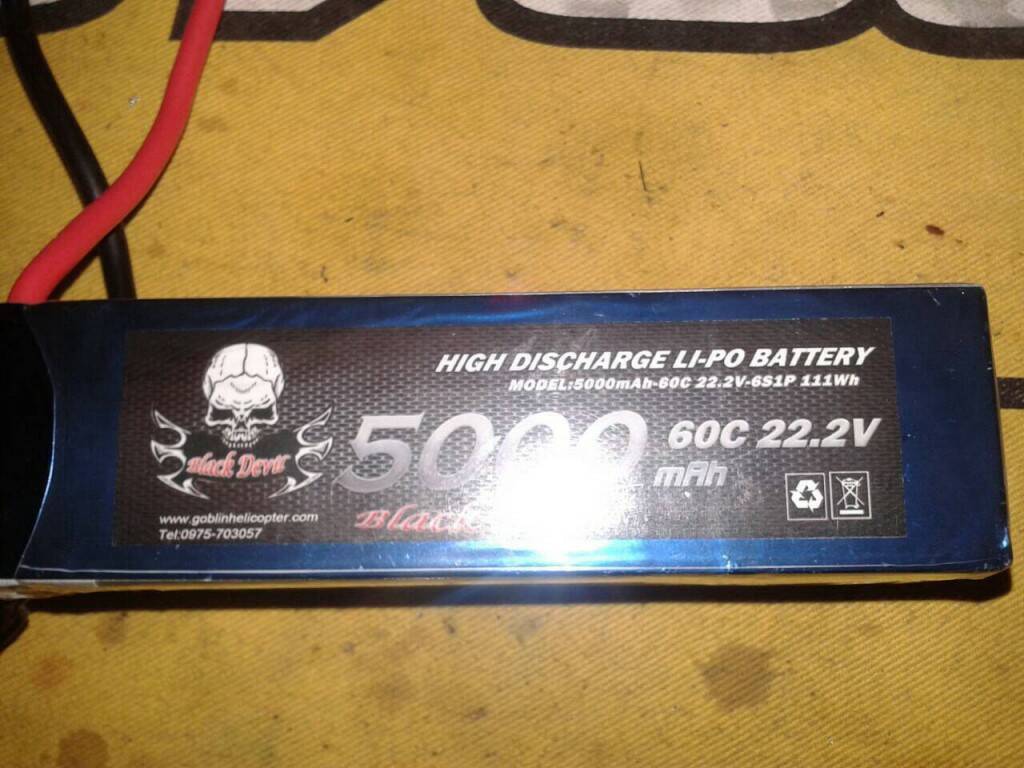 HIGH DISCHARGE LI-PO BATTERY
MODEL:5000mAh-60C 22.2V-6S1P 111Wh
5000 mAh
60C 22.2V
Black Devil
Black
www.goblinhelicopter.com
Tel:0975-703057